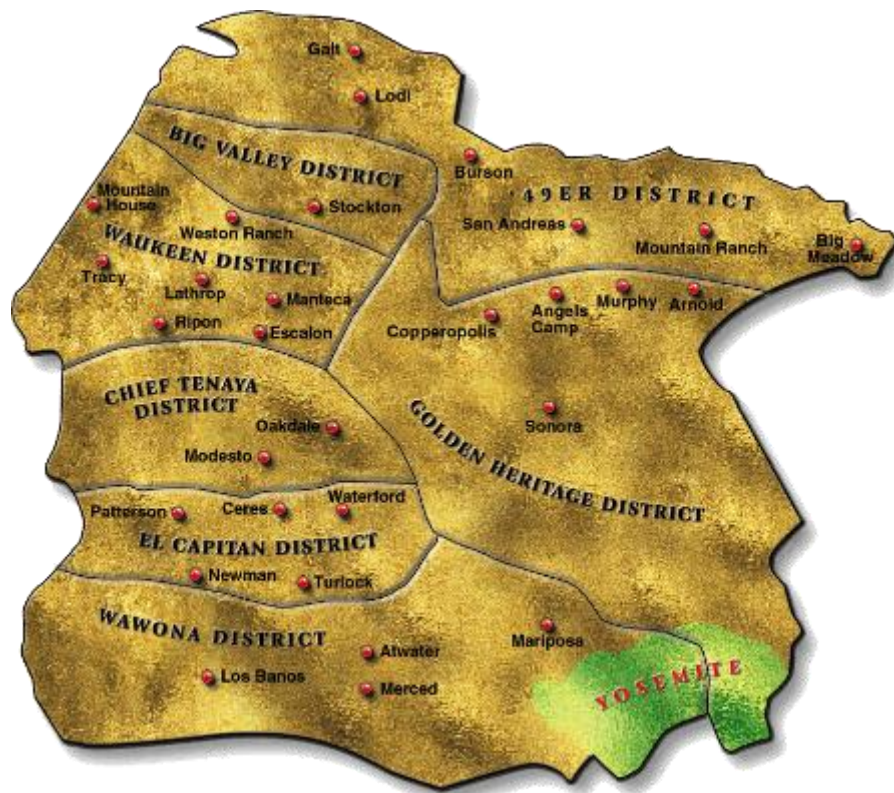 Galt
Lodi
BIG VALLEY DISTRICT
Burson
'49ER DISTRICT
Mountain
House
Stockton
Weston Ranch
San Andreas
Mountain Ranch
Big
Meadow
WAUKEEN DISTRICT
Tracy
Lathrop
Manteca
Ripon
Escalon
Copperopolis
Angels
Camp
Murphy
Arnold
CHIEF TENAYA
DISTRICT
Oakdale
Modesto
Sonora
GOLDEN HERITAGE DISTRICT
Patterson
Ceres
Waterford
EL CAPITAN DISTRICT
Newman
Turlock
WAWONA DISTRICT
Mariposa
Atwater
Los Banos
Merced
YOSEMITE